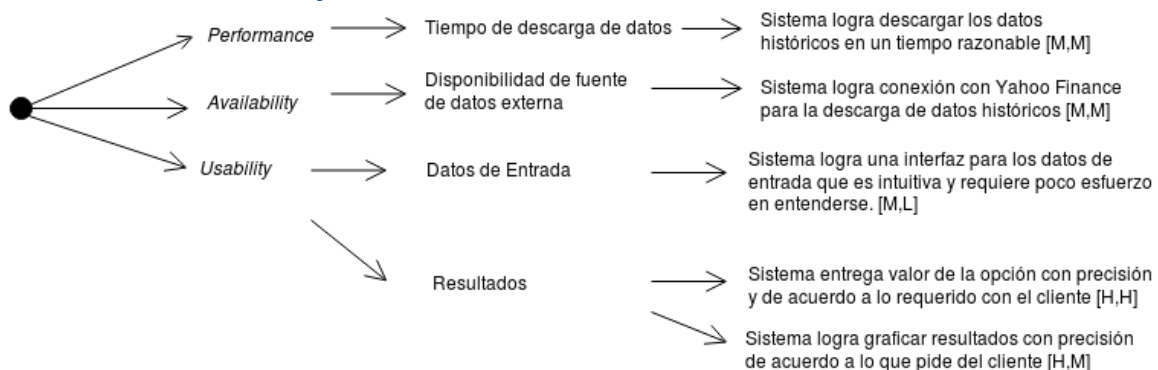 Performance
Tiempo de descarga de datos
Sistema logra descargar los datos
históricos en un tiempo razonable [M,M]
Availability
Disponibilidad de fuente
de datos externa
Sistema logra conexión con Yahoo Finance
para la descarga de datos históricos [M,M]
Usability
Datos de Entrada
Sistema logra una interfaz para los datos de
entrada que es intuitiva y requiere poco esfuerzo
en entenderse. [M,L]
Resultados
Sistema entrega valor de la opción con precisión
y de acuerdo a lo requerido con el cliente [H,H]
Sistema logra graficar resultados con precisión
de acuerdo a lo que pide del cliente [H,M]